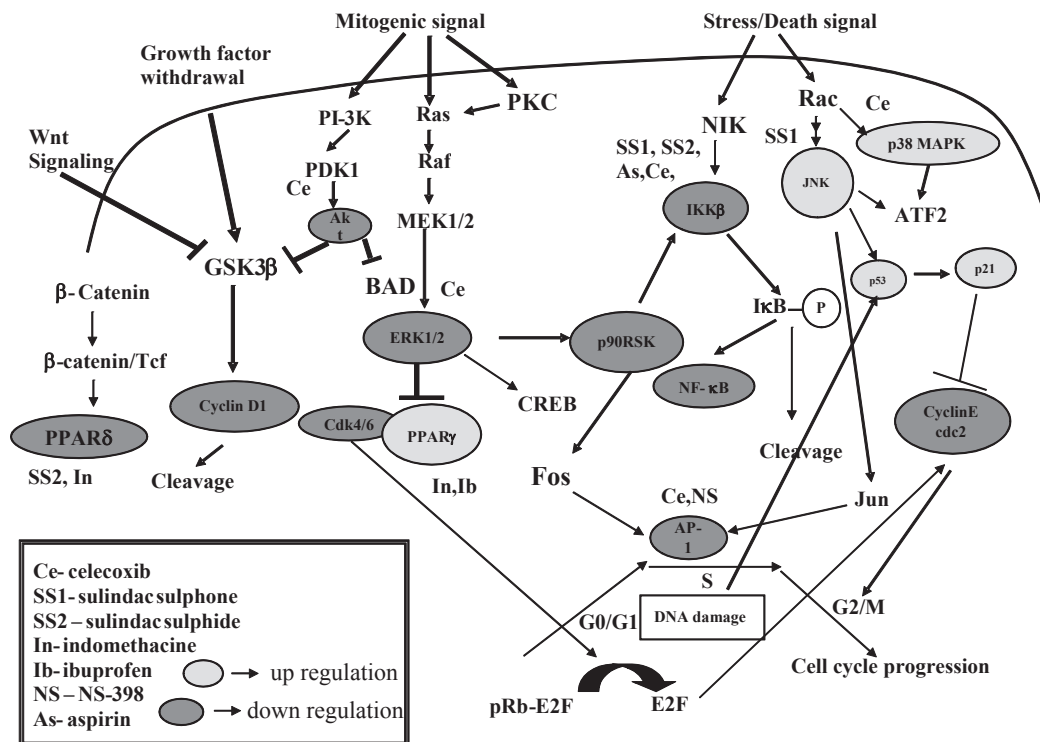 Mitogenic signal
Stress/Death signal
Growth factor
withdrawal
PI-3K
Ras
PKC
NIK
Rac
Ce
p38 MAPK
Wnt
Signaling
Raf
SS1, SS2,
As,Ce,
SS1
JNK
PDK1
Ce
Ak
t
MEK1/2
IKKβ
ATF2
GSK3β
BAD
Ce
p53
p21
β- Catenin
IκB
P
ERK1/2
p90RSK
β-catenin/Tcf
NF- κB
CREB
Cyclin D1
Cdk4/6
PPARγ
CyclinE
cdc2
PPARδ
SS2, In
Cleavage
In,Ib
Fos
Cleavage
Ce,NS
Jun
AP-
1
S
DNA damage
G0/G1
G2/M
Cell cycle progression
pRb-E2F
E2F
Ce- celecoxib
SS1- sulindac sulphone
SS2 – sulindac sulphide
In- indomethacine
Ib- ibuprofen
up regulation
NS – NS-398
As- aspirin
down regulation